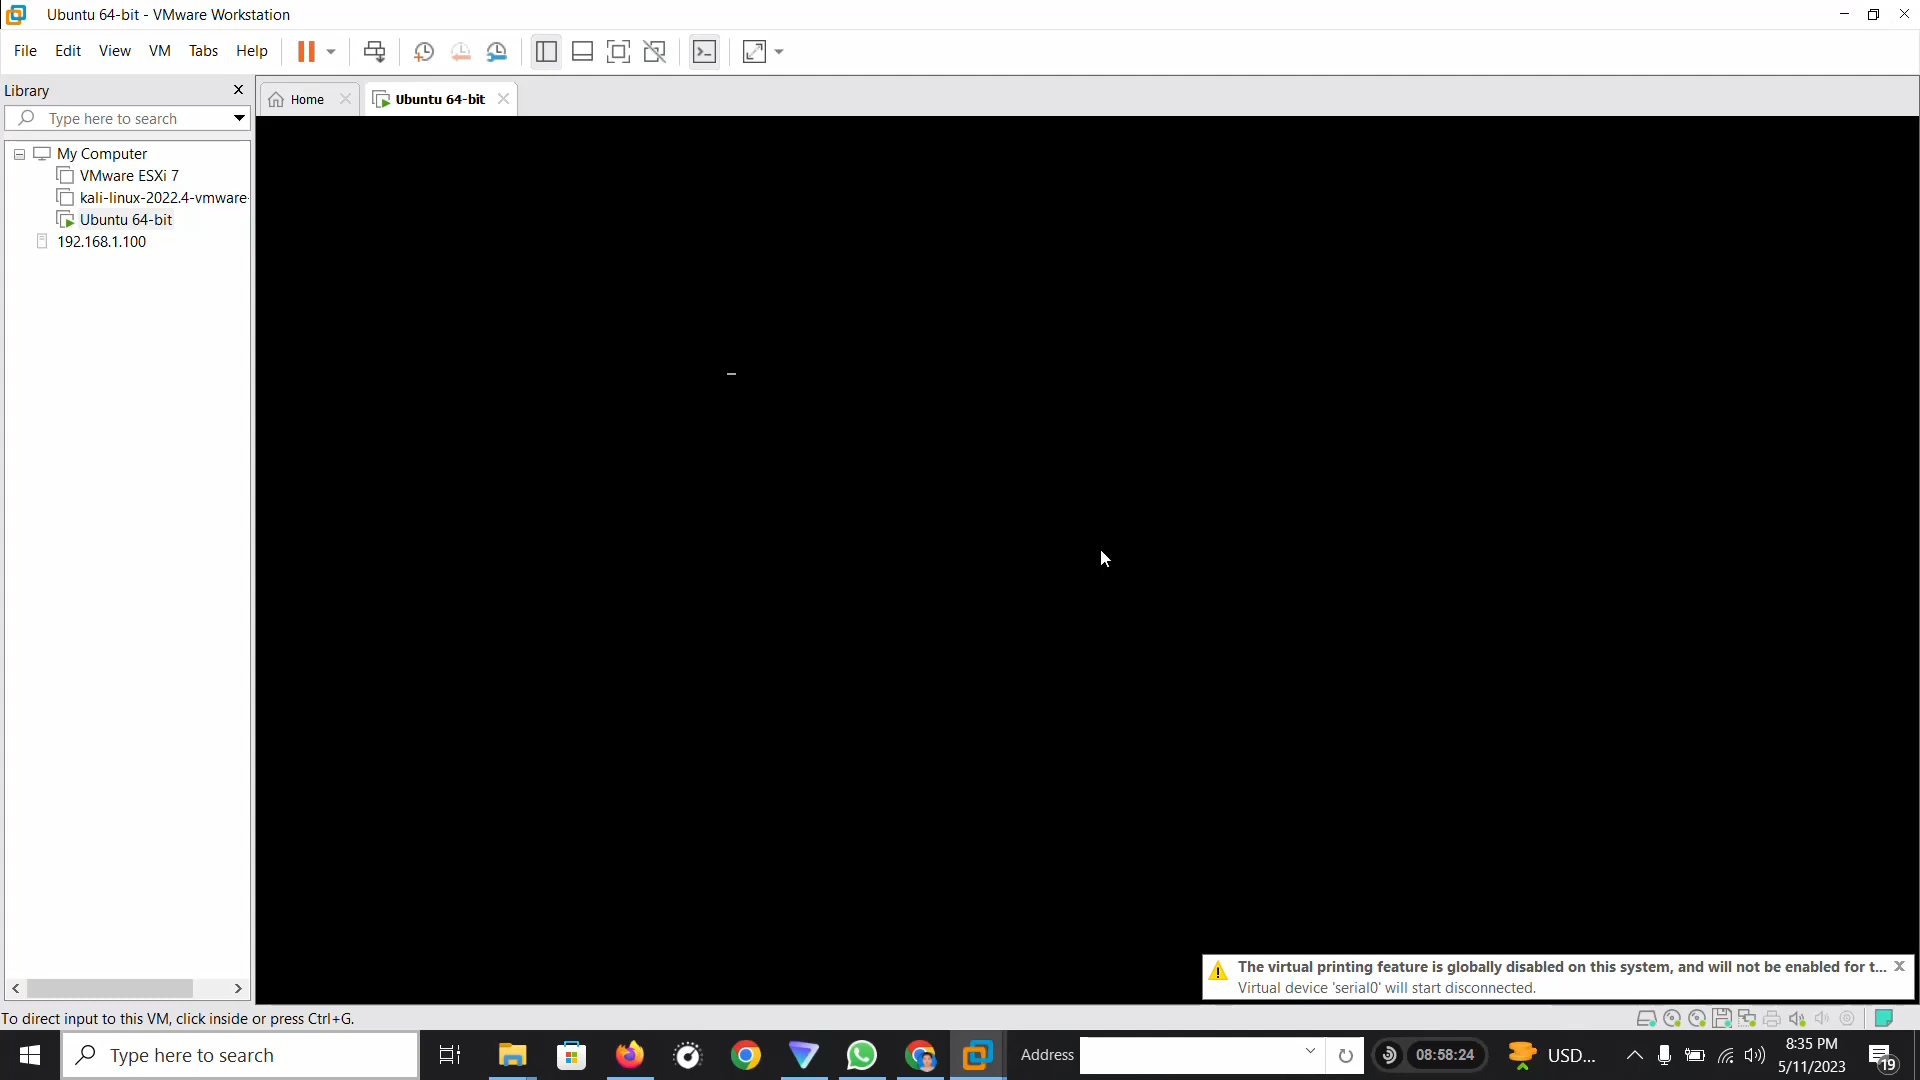 Ubuntu 64-bit - VMware Workstation
File Edit View VM Tabs Help
Library
Type here to search
Home
Ubuntu 64-bit
My Computer
VMware ESXi 7
kali-linux-2022.4-vmware-
Ubuntu 64-bit
192.168.1.100
The virtual printing feature is globally disabled on this system, and will not be enabled for t...
Virtual device 'serial0' will start disconnected.
To direct input to this VM, click inside or press Ctrl+G.
Type here to search
Address
08:58:24
USD...
8:35 PM
5/11/2023
19